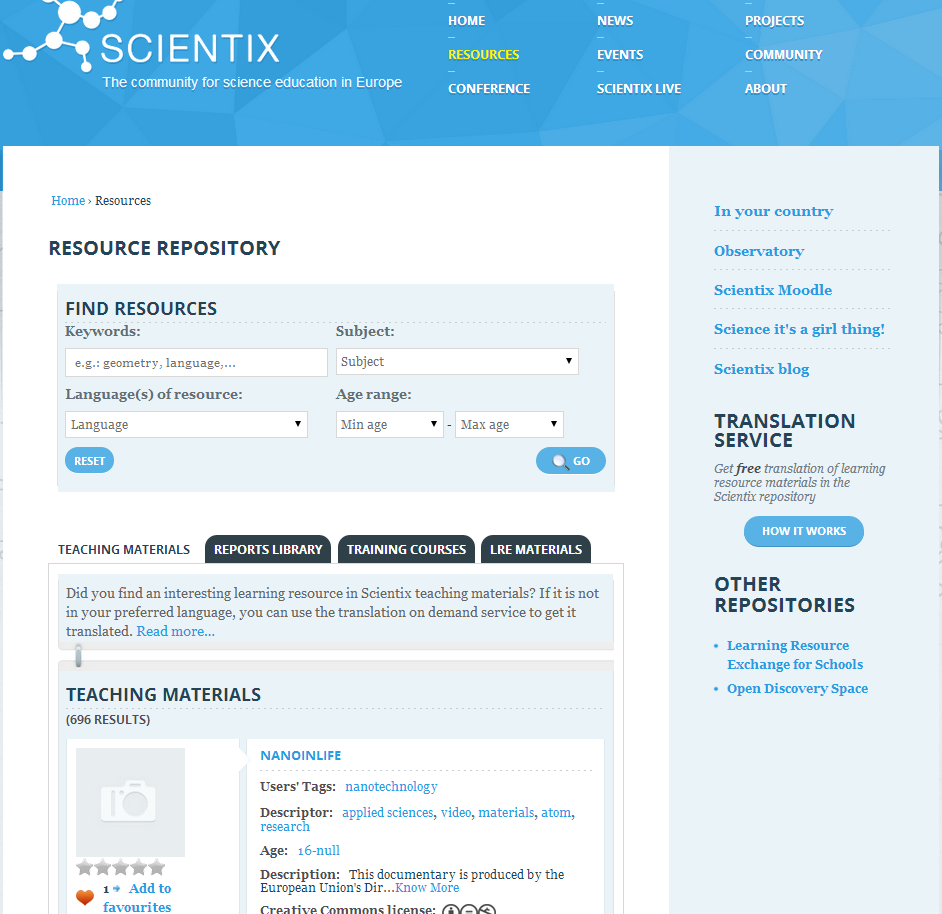 SCIENTIX
The community for science education in Europe
HOME
NEWS
PROJECTS
RESOURCES
EVENTS
COMMUNITY
CONFERENCE
SCIENTIX LIVE
ABOUT
Home › Resources
RESOURCE REPOSITORY
FIND RESOURCES
Keywords:
Subject:
e.g.: geometry, language,...
Subject
Language(s) of resource:
Age range:
Language
Min age - Max age
RESET
GO
TEACHING MATERIALS
REPORTS LIBRARY
TRAINING COURSES
LRE MATERIALS
Did you find an interesting learning resource in Scientix teaching materials? If it is not
in your preferred language, you can use the translation on demand service to get it
translated. Read more...
TEACHING MATERIALS
(696 RESULTS)
1 Add to
favourites
NANOINLIFE
Users' Tags: nanotechnology
Descriptor: applied sciences, video, materials, atom,
research
Age: 16-null
Description: This documentary is produced by the
European Union's Dir...Know More
Creative Commons license:
In your country
Observatory
Scientix Moodle
Science it's a girl thing!
Scientix blog
TRANSLATION
SERVICE
Get free translation of learning
resource materials in the
Scientix repository
HOW IT WORKS
OTHER
REPOSITORIES
• Learning Resource
Exchange for Schools
• Open Discovery Space